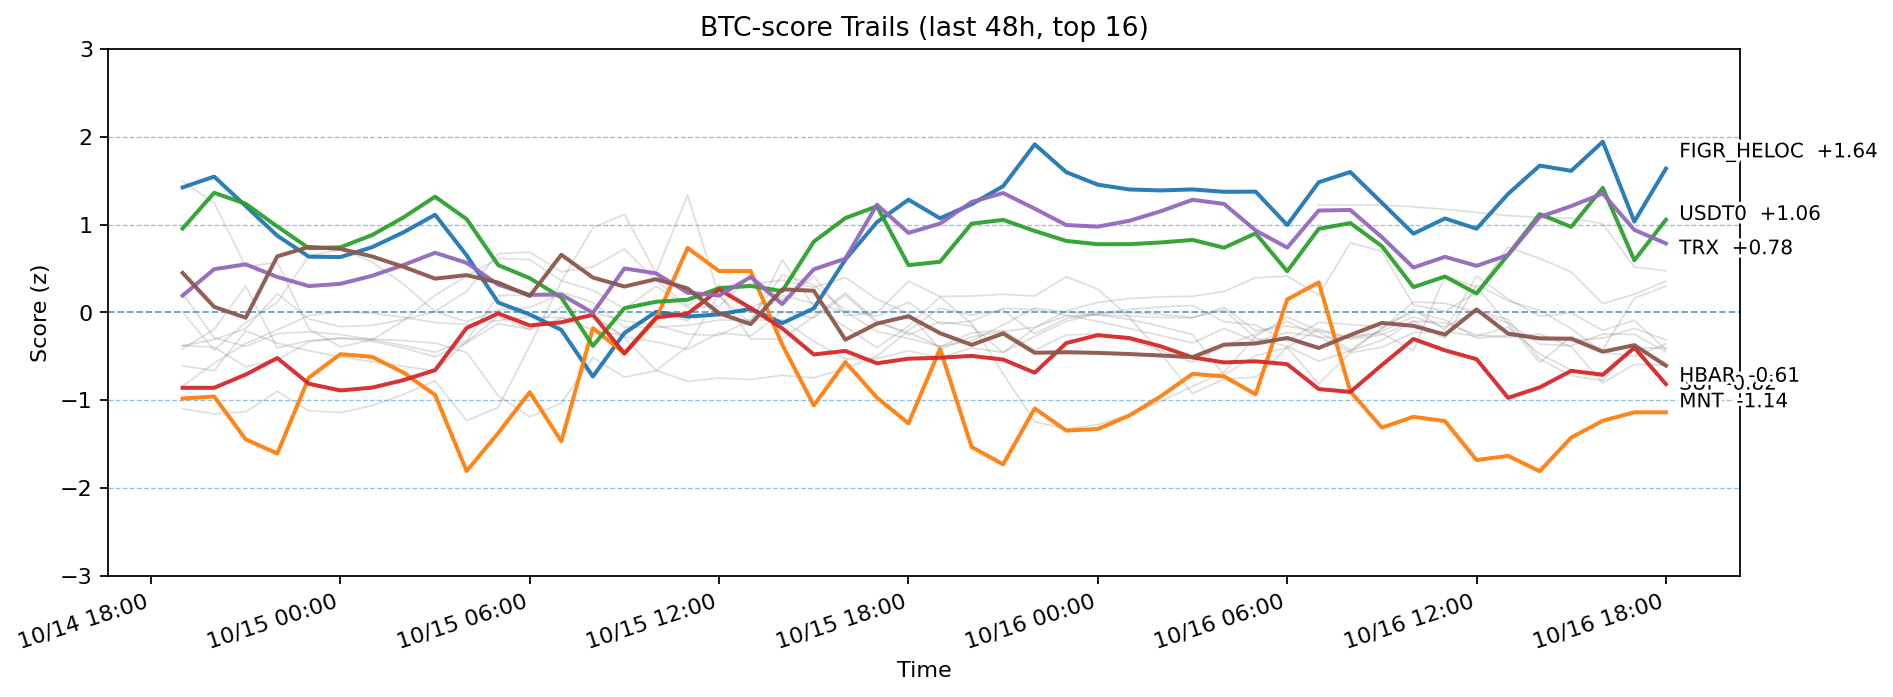 BTC-score Trails (last 48h, top 16)
Score (z)
3
2
1
0
−1
−2
−3
FIGR_HELOC +1.64
USDT0 +1.06
TRX +0.78
HBAR -0.61
-0.82
MNT -1.14
10/14 18:00
10/15 00:00
10/15 06:00
10/15 12:00
10/15 18:00
10/16 00:00
10/16 06:00
10/16 12:00
10/16 18:00
Time